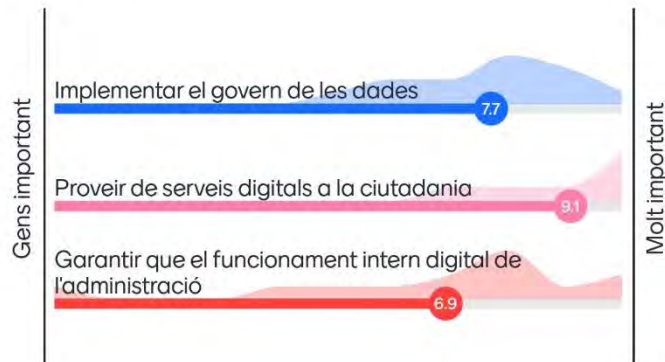 Gens important
Implementar el govern de les dades
7.7
Proveir de serveis digitals a la ciutadania
9.1
Garantir que el funcionament intern digital de
l'administració
6.9
Molt important